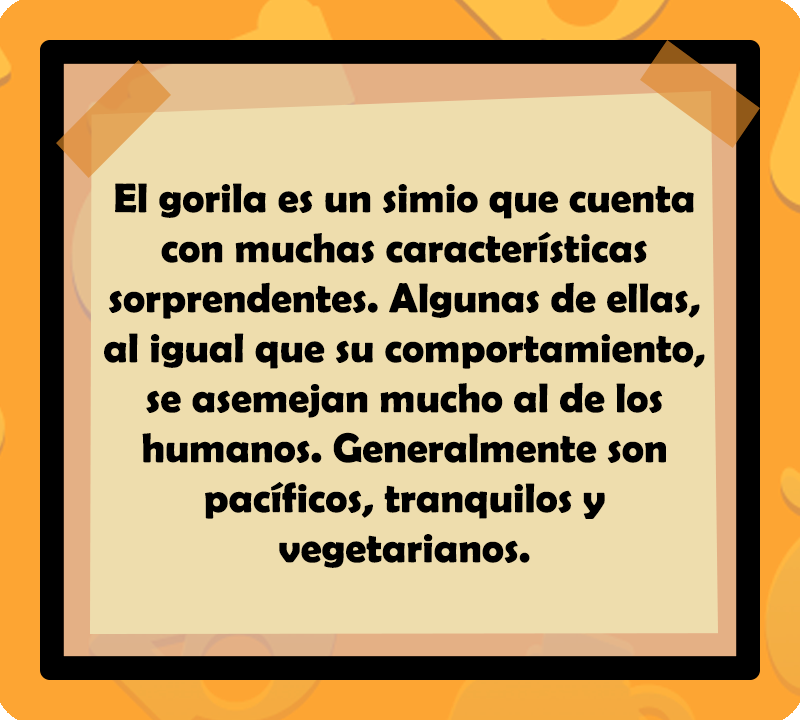 El gorila es un simio que cuenta
con muchas características
sorprendentes. Algunas de ellas,
al igual que su comportamiento,
se asemejan mucho al de los
humanos. Generalmente son
pacíficos, tranquilos y
vegetarianos.